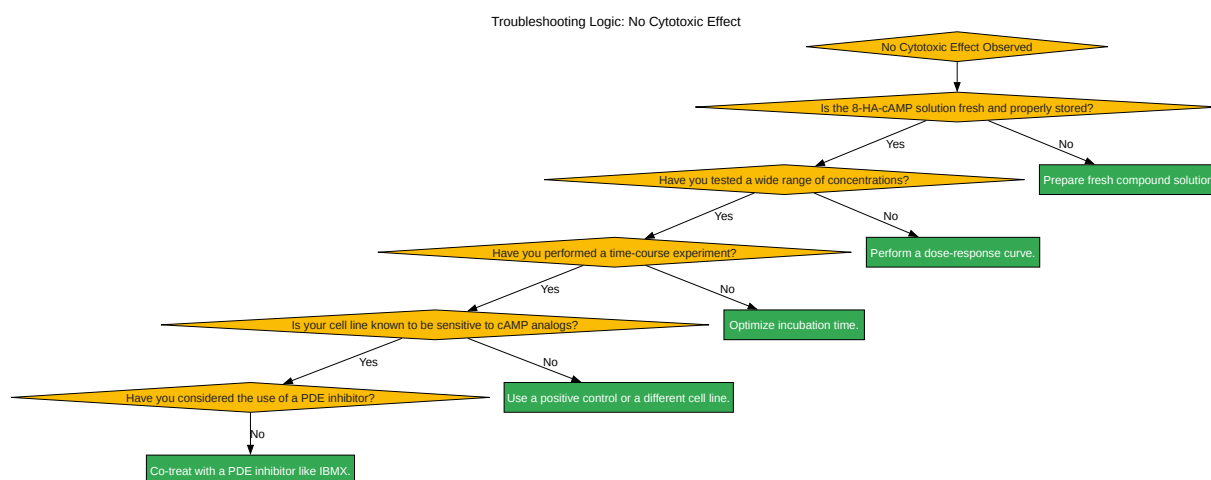 Troubleshooting Logic: No Cytotoxic Effect
No Cytotoxic Effect Observed
Is the 8-HA-cAMP solution fresh and properly stored?
Yes
No
Have you tested a wide range of concentrations?
Prepare fresh compound solution
Yes
No
Have you performed a time-course experiment?
Perform a dose-response curve.
Yes
No
Is your cell line known to be sensitive to cAMP analogs?
Optimize incubation time.
Yes
No
Have you considered the use of a PDE inhibitor?
Use a positive control or a different cell line.
No
Co-treat with a PDE inhibitor like IBMX.